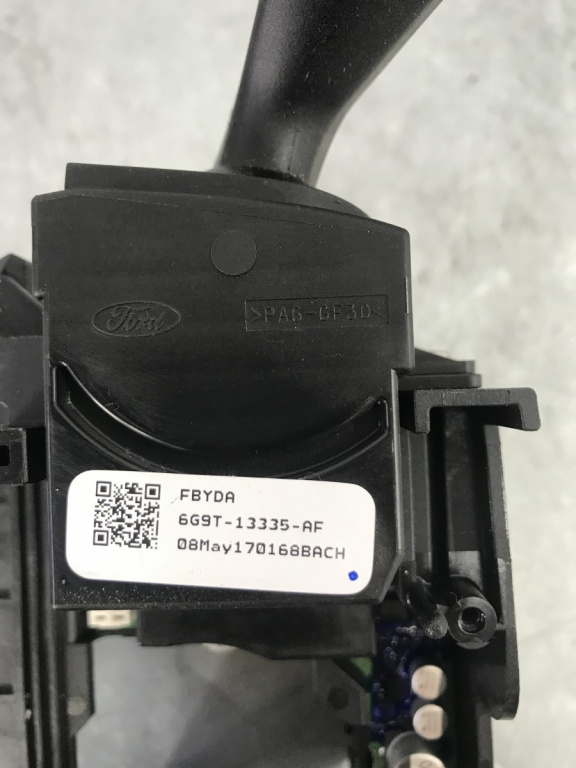 Ford
>PA6-GF30<
FBYDA
6G9T-13335-AF
08May170168BACH